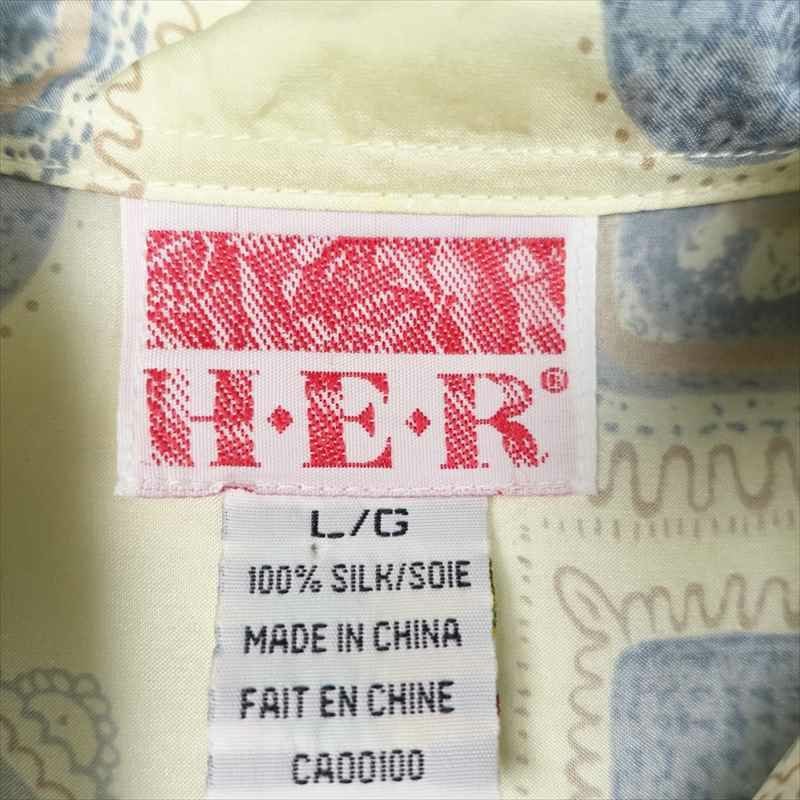 H·E·R®
L/G
100% SILK/SOIE
MADE IN CHINA
FAIT EN CHINE
CA00100